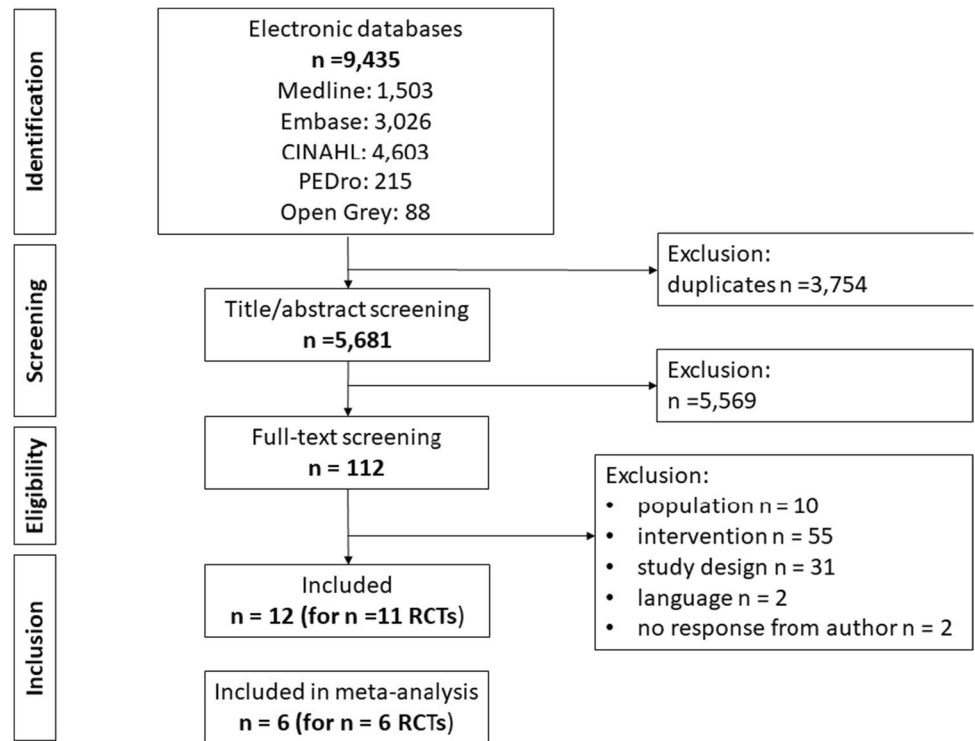 Identification
Electronic databases
n =9,435
Medline: 1,503
Embase: 3,026
CINAHL: 4,603
PEDro: 215
Open Grey: 88
Screening
Exclusion:
duplicates n =3,754
Title/abstract screening
n =5,681
Exclusion:
n =5,569
Eligibility
Full-text screening
n = 112
Exclusion:
• population n = 10
• intervention n = 55
• study design n = 31
• language n = 2
• no response from author n = 2
Inclusion
Included
n = 12 (for n =11 RCTs)
Included in meta-analysis
n = 6 (for n = 6 RCTs)